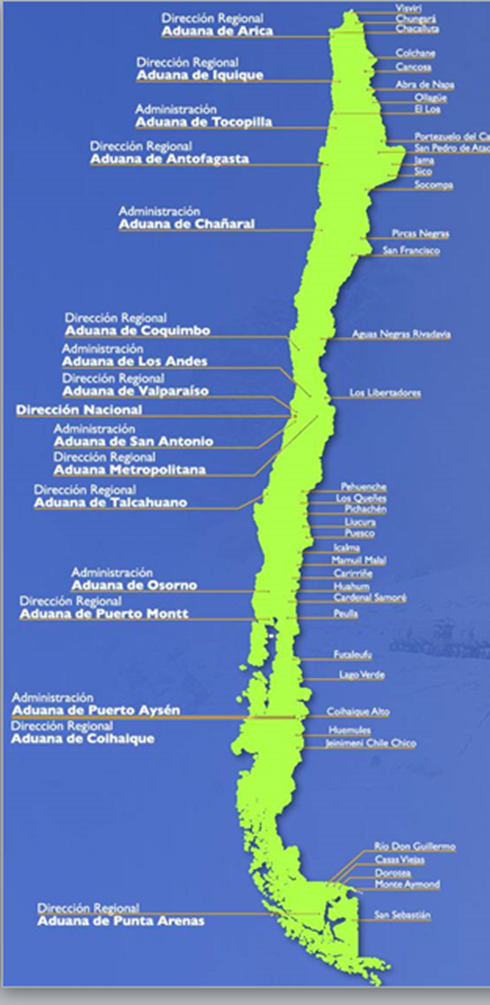 Visviri
Chungará
Chacalluta
Dirección Regional
Aduana de Arica
Colchane
Cancosa
Dirección Regional
Aduana de Iquique
Abra de Napa
Ollagüe
El Loa
Administración
Aduana de Tocopilla
Portezuelo del Ca
San Pedro de Atac
Jama
Sico
Socompa
Dirección Regional
Aduana de Antofagasta
Administración
Aduana de Chañaral
Pircas Negras
San Francisco
Dirección Regional
Aduana de Coquimbo
Aguas Negras Rivadavia
Administración
Aduana de Los Andes
Dirección Regional
Aduana de Valparaíso
Los Libertadores
Dirección Nacional
Administración
Aduana de San Antonio
Dirección Regional
Aduana Metropolitana
Dirección Regional
Aduana de Talcahuano
Pehuenche
Los Queñes
Pichachén
Liucura
Puesco
Icalma
Mamuil Malal
Carirriñe
Huahum
Cardenal Samoré
Administración
Aduana de Osorno
Dirección Regional
Aduana de Puerto Montt
Peulla
Futaleufu
Lago Verde
Administración
Aduana de Puerto Aysén
Dirección Regional
Aduana de Coihaique
Coihaique Alto
Huemules
Jeinimeni Chile Chico
Río Don Guillermo
Casas Viejas
Dorotea
Monte Aymond
Dirección Regional
Aduana de Punta Arenas
San Sebastián